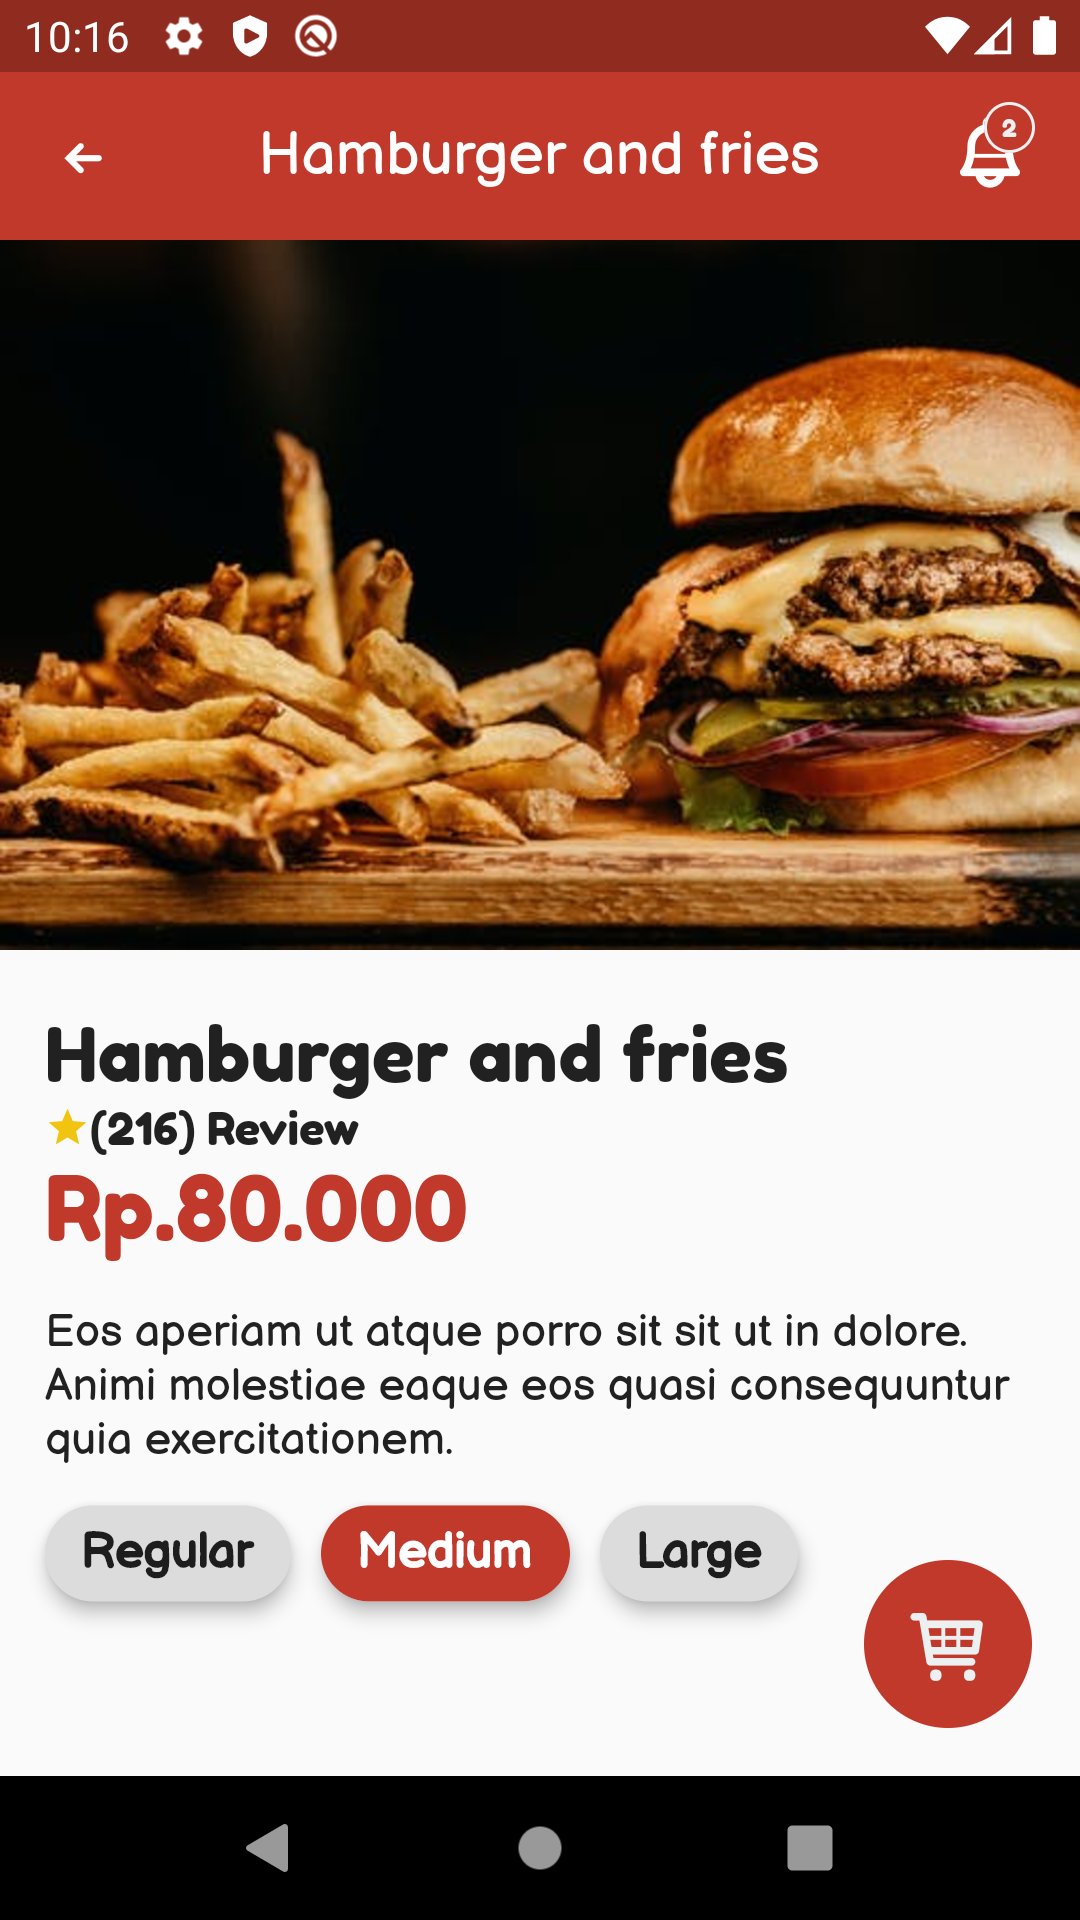 10:16
Hamburger and fries
2
Hamburger and fries
(216) Review
Rp.80.000
Eos aperiam ut atque porro sit sit ut in dolore.
Animi molestiae eaque eos quasi consequuntur
quia exercitationem.
Regular Medium Large